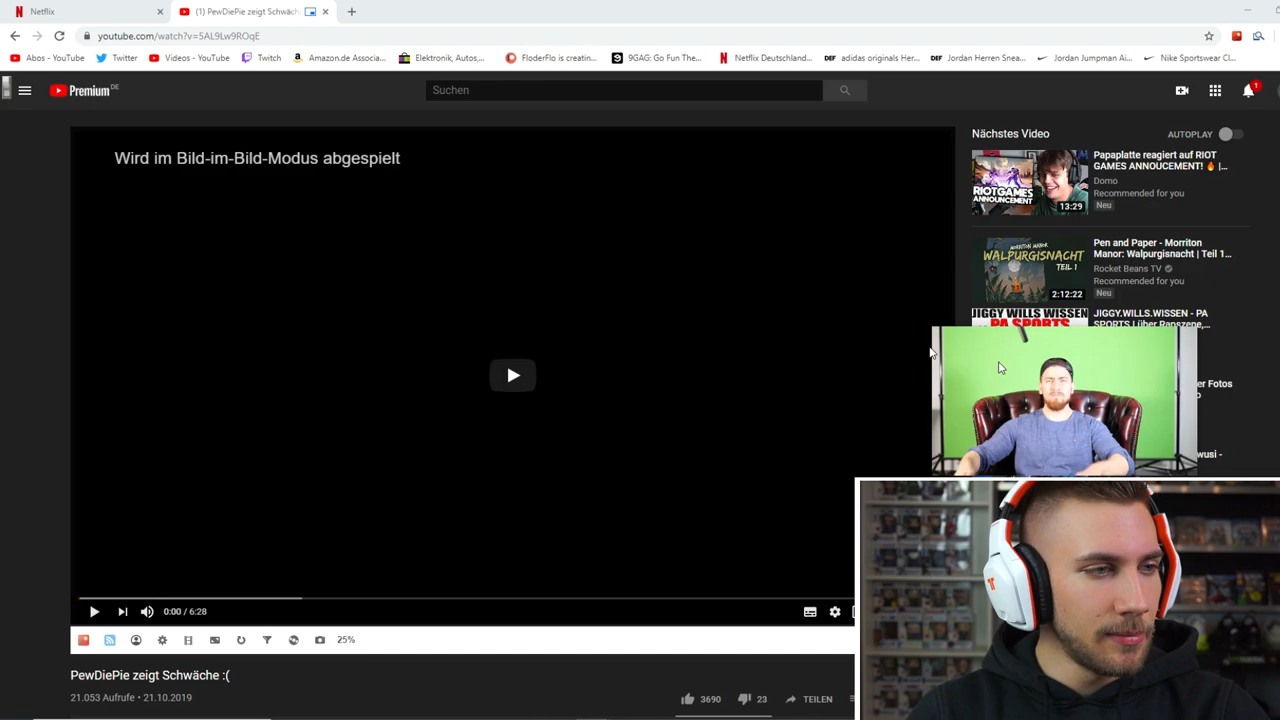 Netflix
(1) PewDiePie zeigt Schwäch
youtube.com/watch?v=5AL9Lw9ROqE
Abos - YouTube
Twitter
Videos - YouTube
Twitch
Amazon.de Associa...
Elektronik, Autos,...
FloderFlo is creatin...
9GAG: Go Fun The...
Netflix Deutschland...
adidas originals Her...
Jordan Herren Snea...
Jordan Jumpman Ai...
Nike Sportswear Cl...
Premium DE
Suchen
1
Wird im Bild-im-Bild-Modus abgespielt
Nächstes Video
AUTOPLAY
RIOTGAMES
ANNOUNCEMENT
13:29
Papaplatte reagiert auf RIOT
GAMES ANNOUCEMENT! 🔥 |...
Domo
Recommended for you
Neu
MORRITON MANOR
WALPURGISNACHT
TEIL 1
2:12:22
Pen and Paper - Morriton
Manor: Walpurgisnacht | Teil 1...
Rocket Beans TV
Recommended for you
Neu
JIGGY WILLS WISSEN
PA SPORTS
JIGGY.WILLS.WISSEN - PA
SPORTS | über Rapszene,...
er Fotos
wusi -
0:00 / 6:28
25%
PewDiePie zeigt Schwäche :(
21.053 Aufrufe • 21.10.2019
3690
23
TEILEN